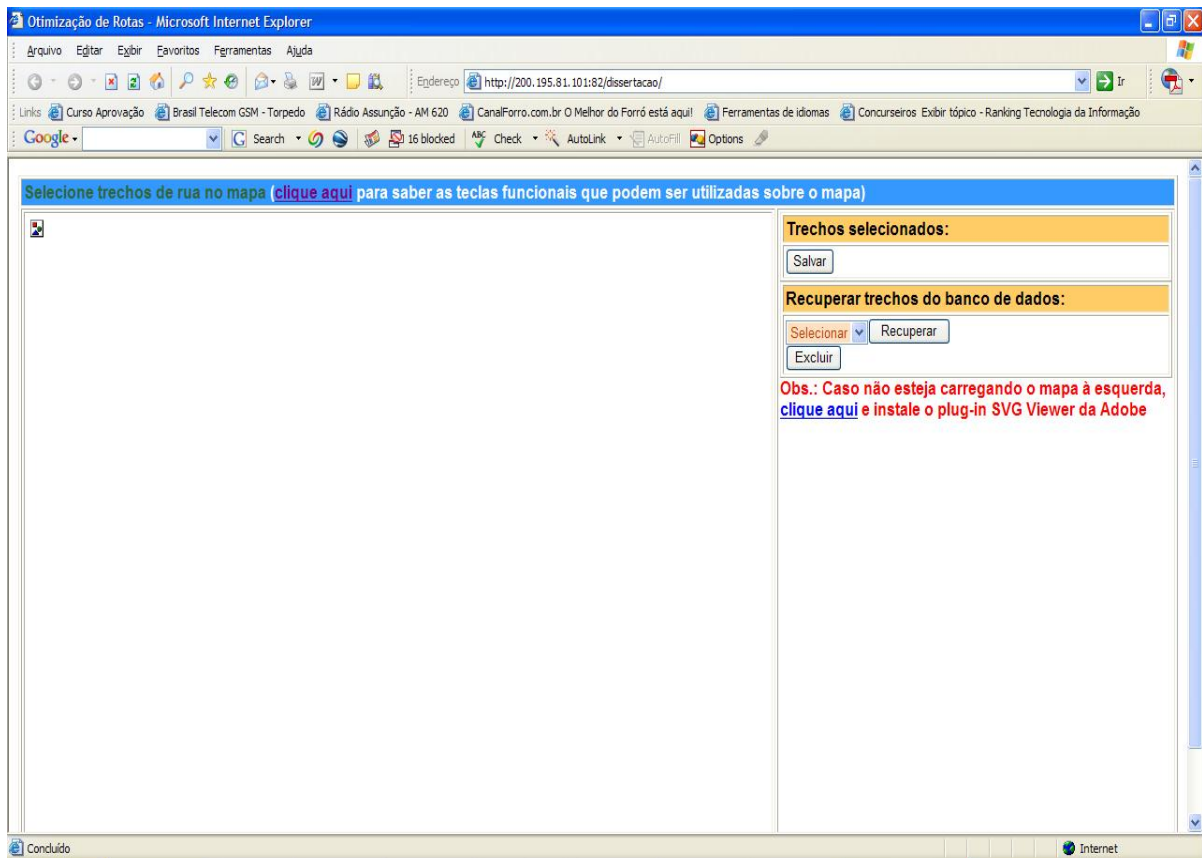 Otimização de Rotas - Microsoft Internet Explorer
Arquivo Editar Exibir Favoritos Ferramentas Ajuda
Endereço http://200.195.81.101:82/dissertacao/ Ir
Links Curso Aprovação Brasil Telecom GSM - Torpedo Rádio Assunção - AM 620 CanalForro.com.br O Melhor do Forró está aqui! Ferramentas de idiomas Concurseiros Exibir tópico - Ranking Tecnologia da Informação
Google Search 16 blocked ABC Check AutoLink AutoFill Options
Selecione trechos de rua no mapa (clique aqui para saber as teclas funcionais que podem ser utilizadas sobre o mapa)
Trechos selecionados:
Salvar
Recuperar trechos do banco de dados:
Selecionar Recuperar
Excluir
Obs.: Caso não esteja carregando o mapa à esquerda,
clique aqui e instale o plug-in SVG Viewer da Adobe
Concluído Internet